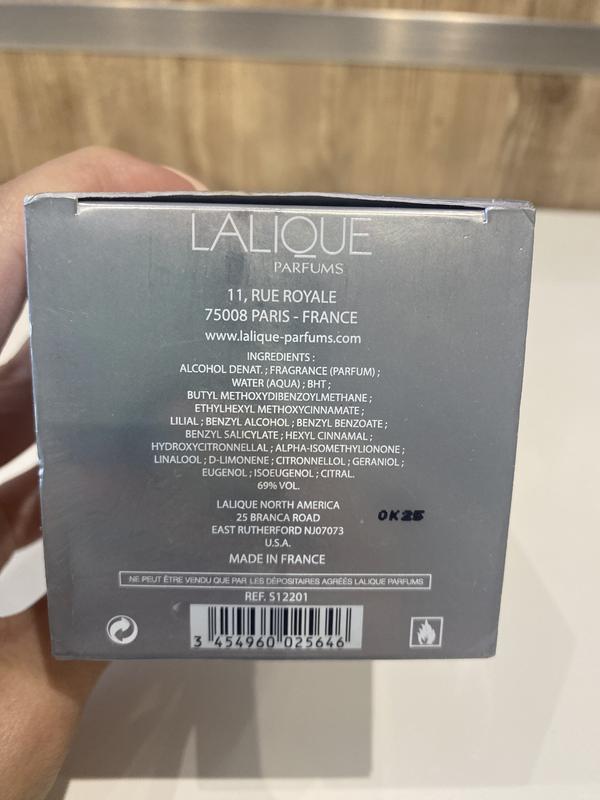 LALIQUE
PARFUMS
11, RUE ROYALE
75008 PARIS - FRANCE
www.lalique-parfums.com
INGREDIENTS :
ALCOHOL DENAT. ; FRAGRANCE (PARFUM) ;
WATER (AQUA) ; BHT ;
BUTYL METHOXYDIBENZOYLMETHANE ;
ETHYLHEXYL METHOXYCINNAMATE ;
LILIAL ; BENZYL ALCOHOL ; BENZYL BENZOATE ;
BENZYL SALICYLATE ; HEXYL CINNAMAL ;
HYDROXYCITRONNELLAL ; ALPHA-ISOMETHYLIONONE ;
LINALOOL ; D-LIMONENE ; CITRONNELLOL ; GERANIOL ;
EUGENOL ; ISOEUGENOL ; CITRAL.
69% VOL.
LALIQUE NORTH AMERICA
25 BRANCA ROAD
EAST RUTHERFORD NJ07073
U.S.A.
OK25
MADE IN FRANCE
NE PEUT ÊTRE VENDU QUE PAR LES DÉPOSITAIRES AGRÉÉS LALIQUE PARFUMS
REF. S12201
3 454960 025646